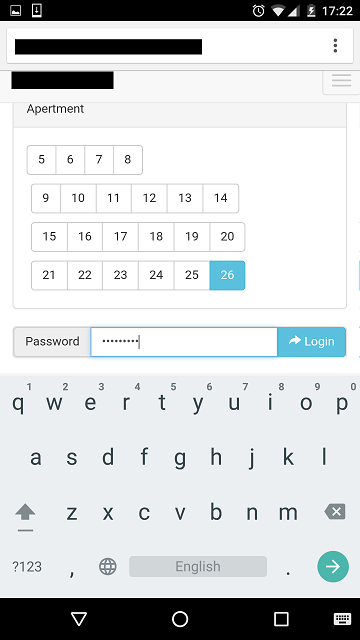 17:22
Apertment
5 6 7 8
9 10 11 12 13 14
15 16 17 18 19 20
21 22 23 24 25 26
Password ••••••••• Login
1 2 3 4 5 6 7 8 9 0
q w e r t y u i o p
a s d f g h j k l
z x c v b n m
?123 , English .